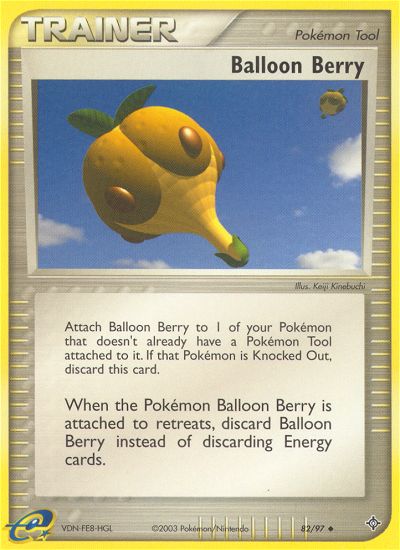 TRAINER
Pokémon Tool
Balloon Berry
Illus. Keiji Kinebuchi
Attach Balloon Berry to 1 of your Pokémon
that doesn't already have a Pokémon Tool
attached to it. If that Pokémon is Knocked Out,
discard this card.
When the Pokémon Balloon Berry is
attached to retreats, discard Balloon
Berry instead of discarding Energy
cards.
e
VDN-FE8-HGL
©2003 Pokémon/Nintendo
82/97 ◆